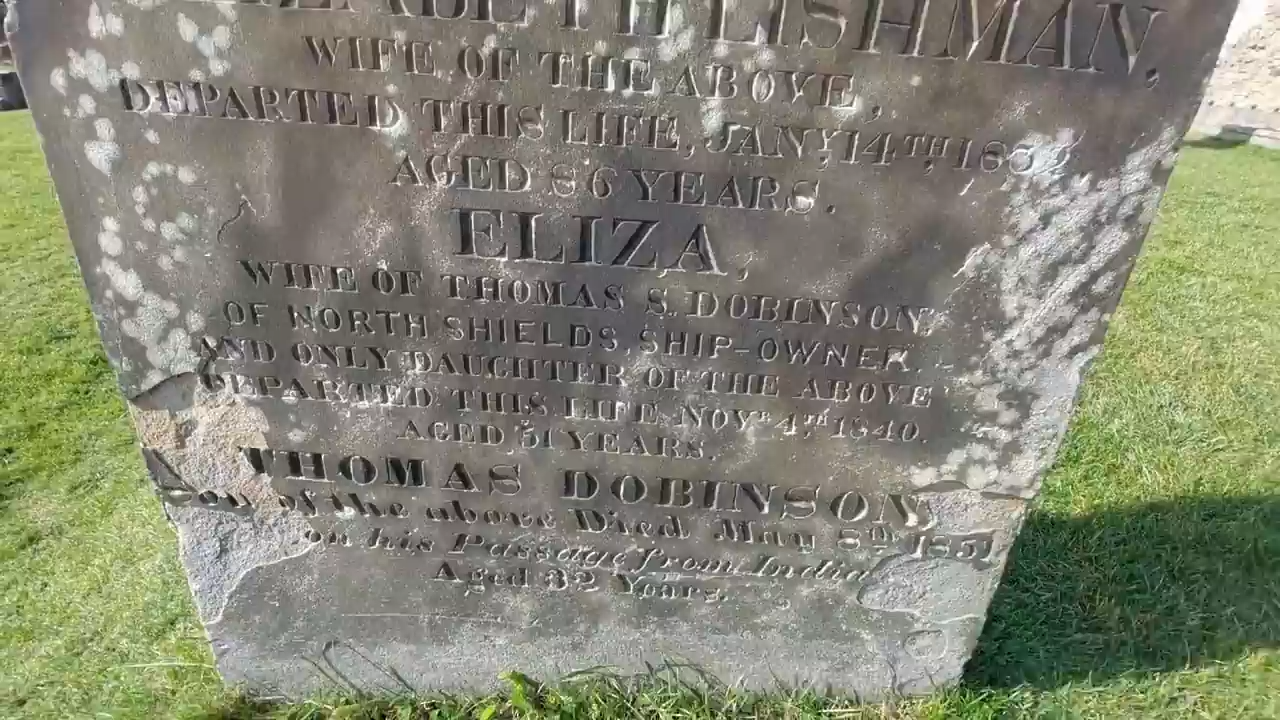 ELIZABETH LISHMAN,
WIFE OF THE ABOVE,
DEPARTED THIS LIFE, JANY 14TH
AGED 86 YEARS.
ELIZA,
WIFE OF THOMAS S. DOBINSON,
OF NORTH SHIELDS, SHIP-OWNER.
AND ONLY DAUGHTER OF THE ABOVE
DEPARTED THIS LIFE NOVR 4TH 1840.
AGED 51 YEARS.
THOMAS DOBINSON,
Son of the above Died May 8th 1851
on his Passage from India
Aged 32 Years.